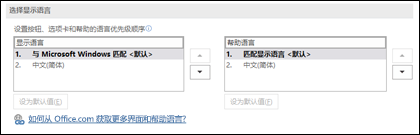 选择显示语言
设置按钮、选项卡和帮助的语言优先级顺序
显示语言
1. 与 Microsoft Windows 匹配 <默认>
2. 中文(简体)
设为默认值(E)
帮助语言
1. 匹配显示语言 <默认>
2. 中文(简体)
设为默认值(F)
如何从 Office.com 获取更多界面和帮助语言?